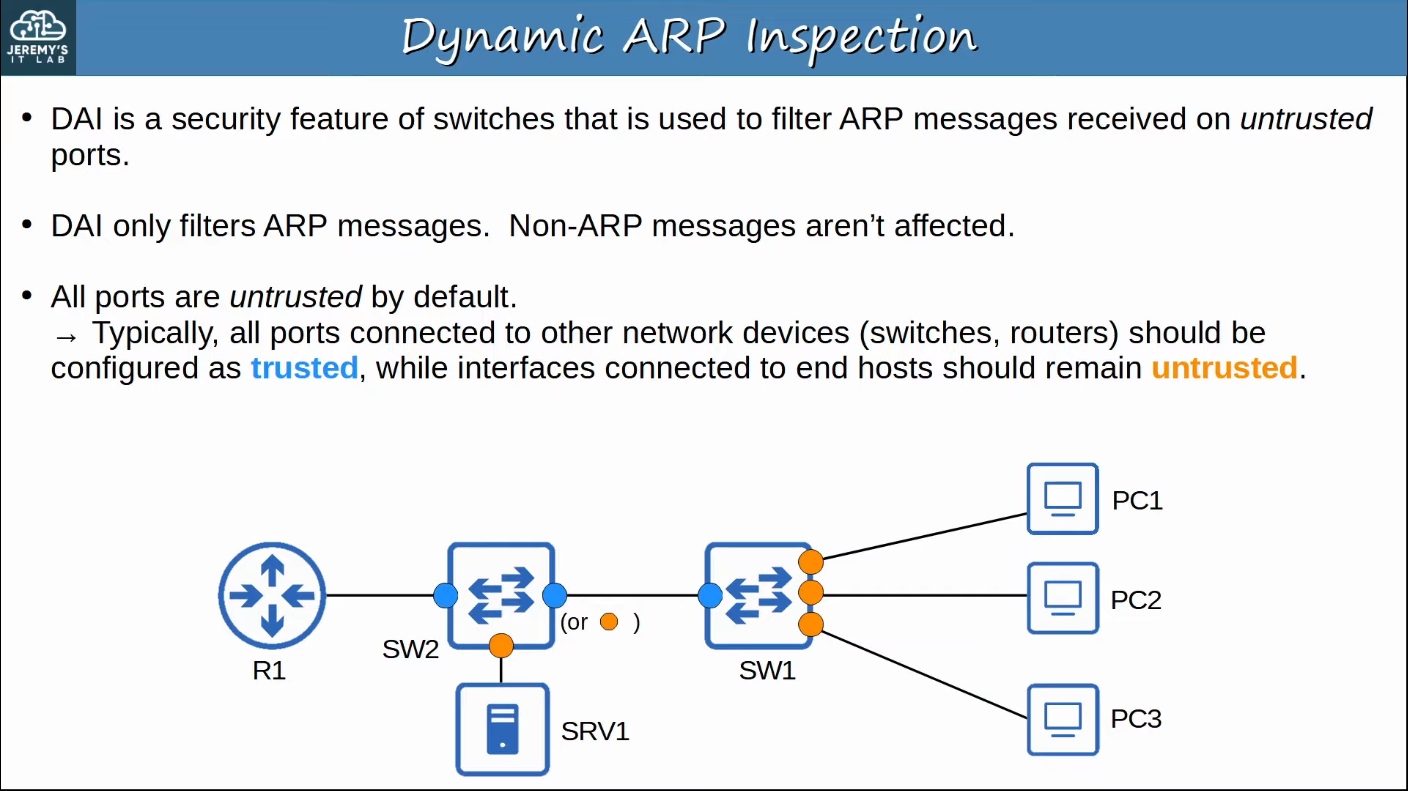 JEREMY'S
IT LAB
Dynamic ARP Inspection
• DAI is a security feature of switches that is used to filter ARP messages received on untrusted
ports.
• DAI only filters ARP messages.  Non-ARP messages aren’t affected.
• All ports are untrusted by default.
→ Typically, all ports connected to other network devices (switches, routers) should be
configured as trusted, while interfaces connected to end hosts should remain untrusted.
PC1
PC2
(or )
SW2
R1
SW1
PC3
SRV1